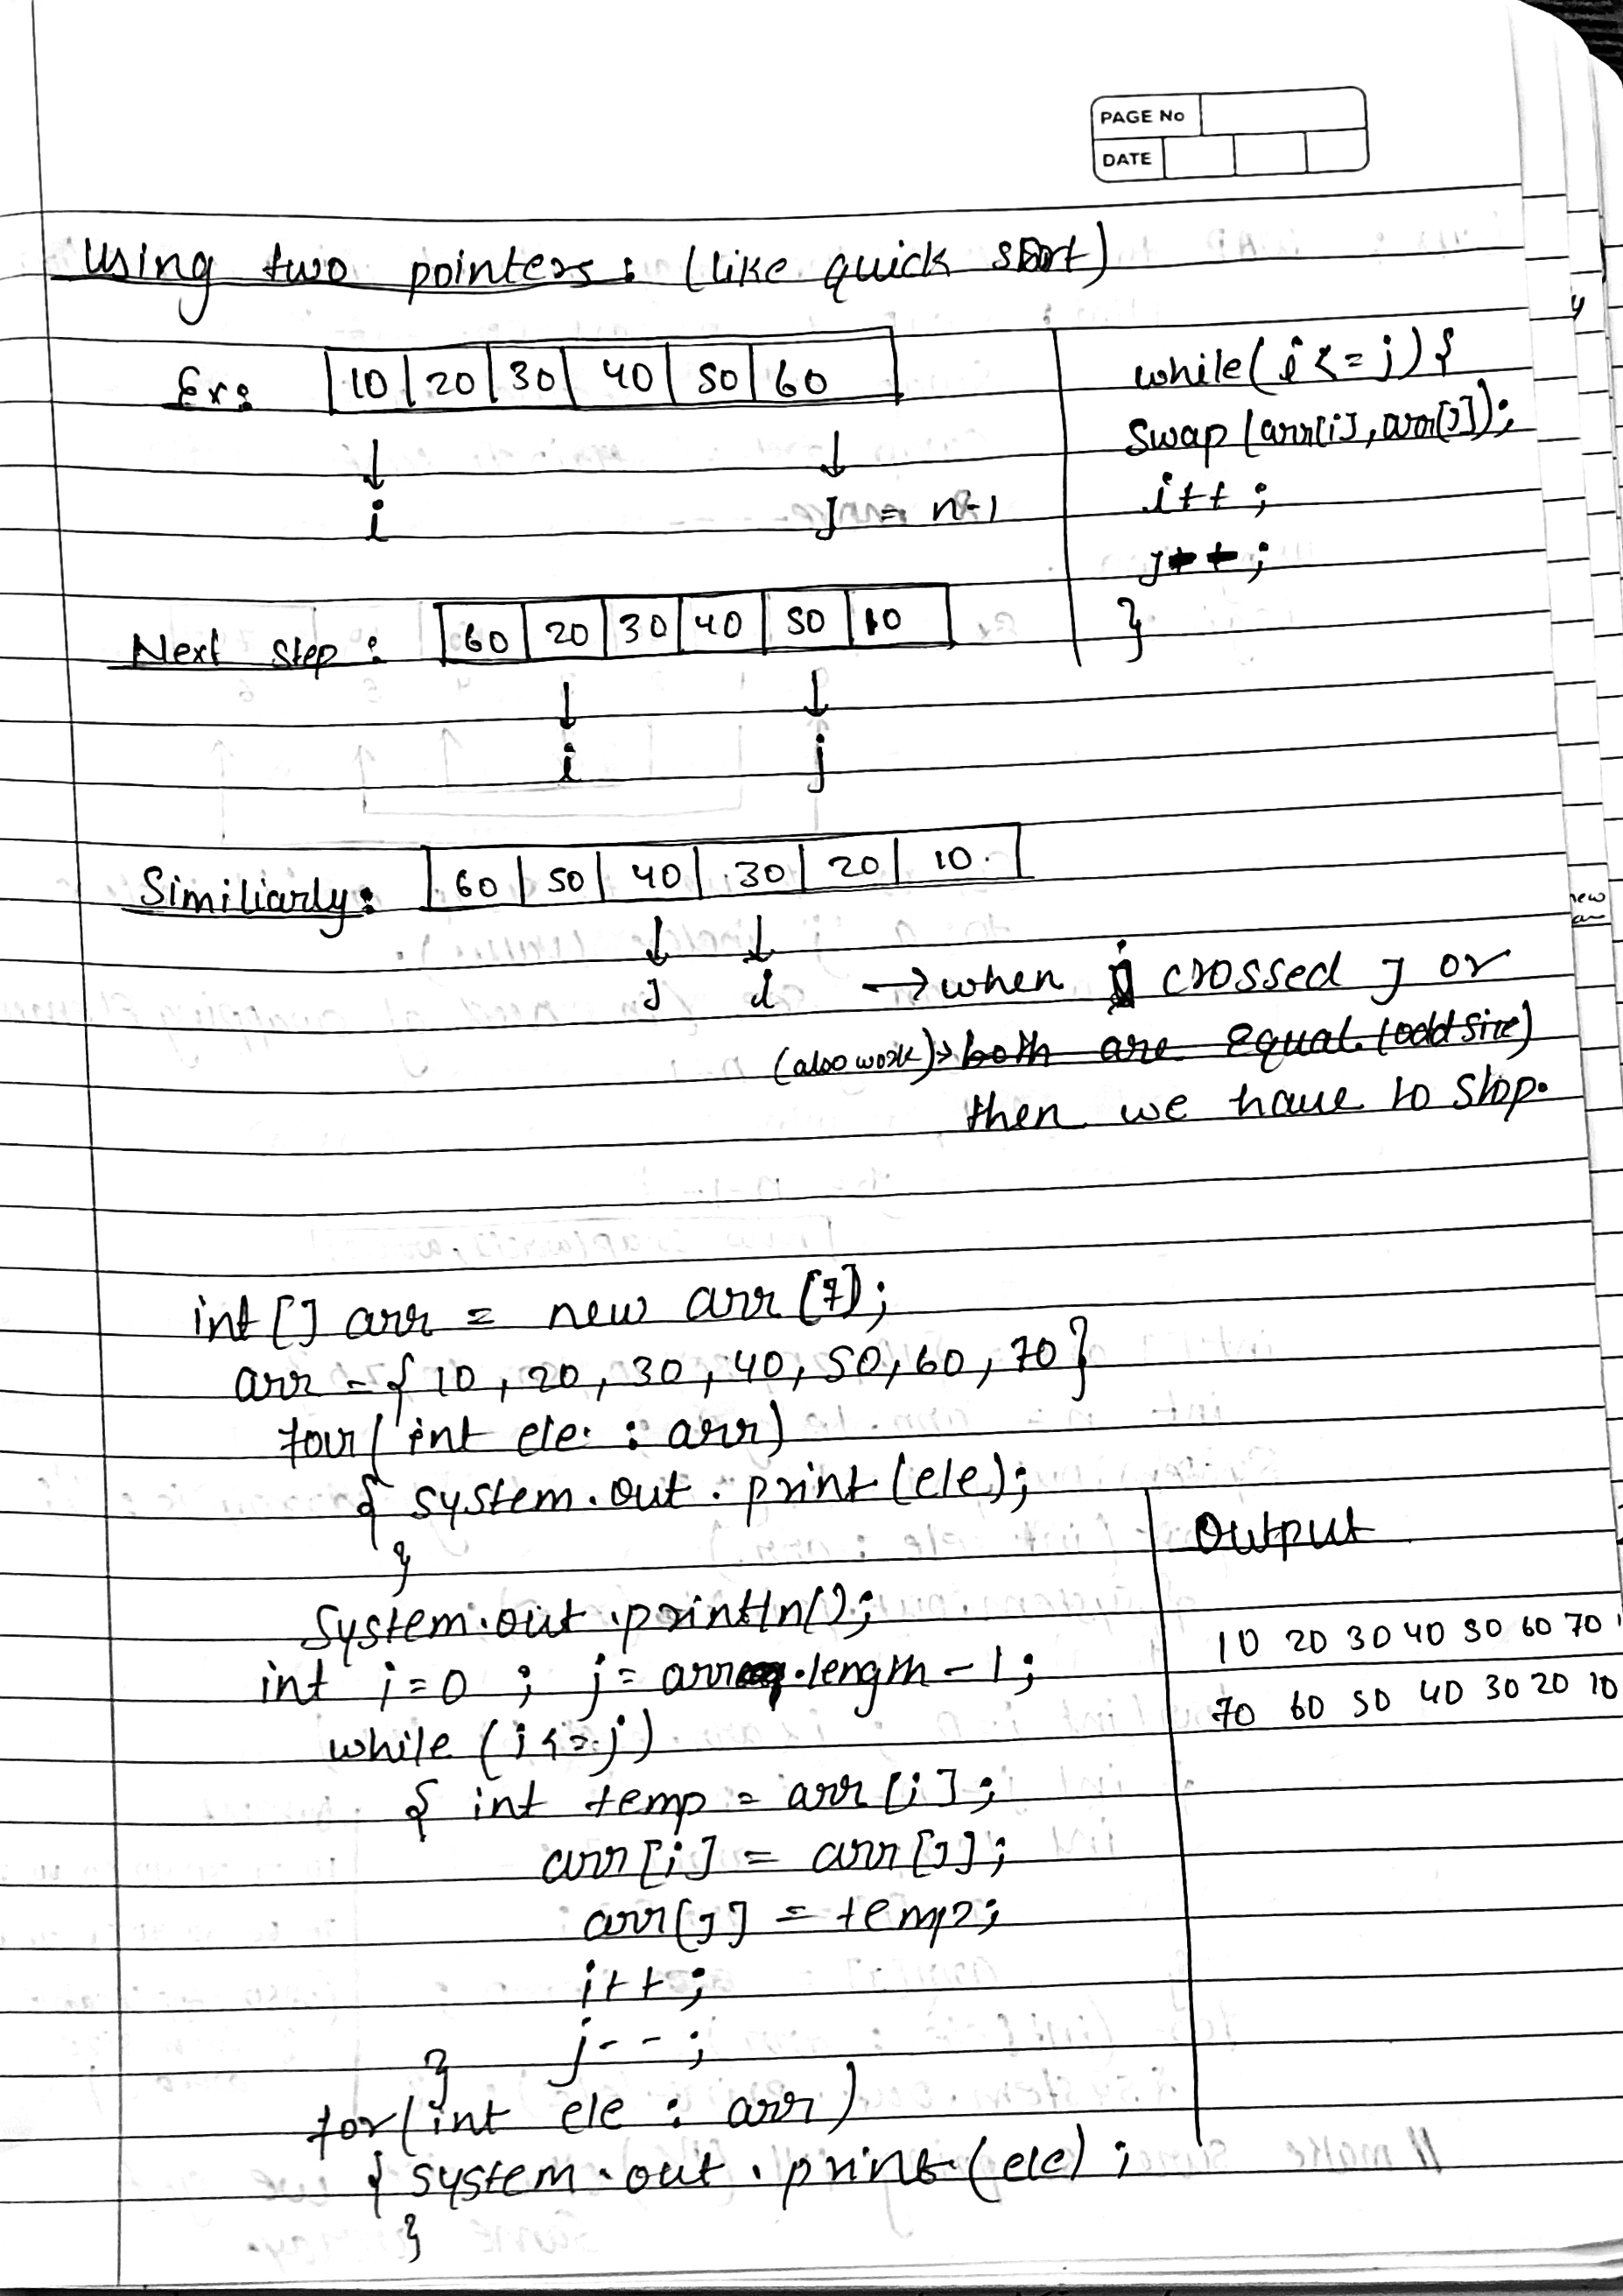 PAGE No
DATE
Using two pointers : (like quick sort)
Ex : 10 20 30 40 50 60
i j = n-1
while(i <= j) {
swap (arr[i], arr[j]);
i++ ;
j++ ;
}
Next Step : 60 20 30 40 50 10
i j
Similiarly : 60 50 40 30 20 10.
j i → when i crossed j or
(also work)→ both are equal (odd size)
then we have to stop.
int [] arr = new arr [7];
arr = { 10, 20, 30, 40, 50, 60, 70 }
for( int ele : arr)
{ system.out.print (ele);
}
System.out.println();
int i=0 ; j= arr.length - 1 ;
while (i<=j)
{ int temp = arr [i] ;
arr [i] = arr [j] ;
arr[j] = temp;
i++ ;
j-- ;
}
for(int ele : arr)
{ system.out.print(ele) ;
}
Output
10 20 30 40 50 60 70
70 60 50 40 30 20 10
y
new